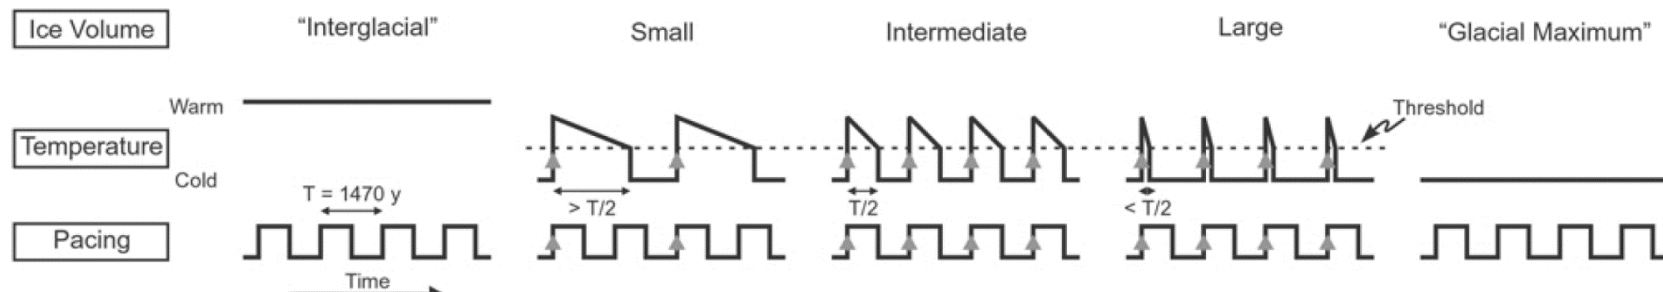 Ice Volume
“Interglacial”
Small
Intermediate
Large
“Glacial Maximum”
Warm
Threshold
Temperature
Cold
T = 1470 y
> T/2
T/2
< T/2
Pacing
Time